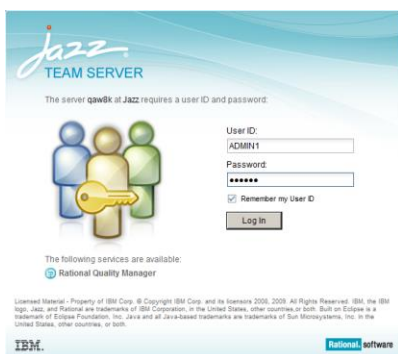 jazz
TEAM SERVER
The server qaw8k at Jazz requires a user ID and password:
User ID:
ADMIN1
Password:
••••••
Remember my User ID
Log In
The following services are available:
Rational Quality Manager
Licensed Material - Property of IBM Corp. © Copyright IBM Corp. and its licensors 2006, 2009. All Rights Reserved. IBM, the IBM
logo, Jazz, and Rational are trademarks of IBM Corporation, in the United States, other countries,or both. Built on Eclipse is a
trademark of Eclipse Foundation, Inc. Java and all Java-based trademarks are trademarks of Sun Microsystems, Inc. in the
United States, other countries, or both.
IBM.
Rational. software